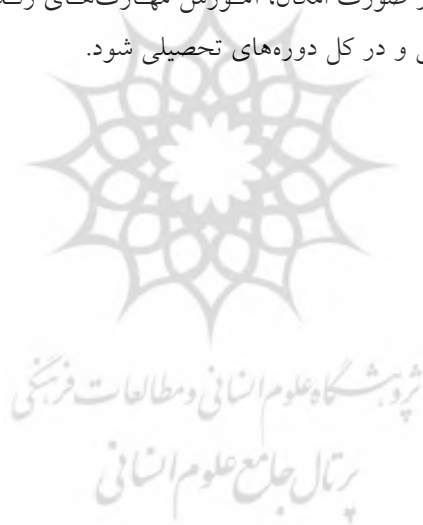 صورت امکان، آموزش مهارت‌های
ی و در کل دوره‌های تحصیلی شود.
پژوهشگاه علوم انسانی و مطالعات فرهنگی
پرتال جامع علوم انسانی